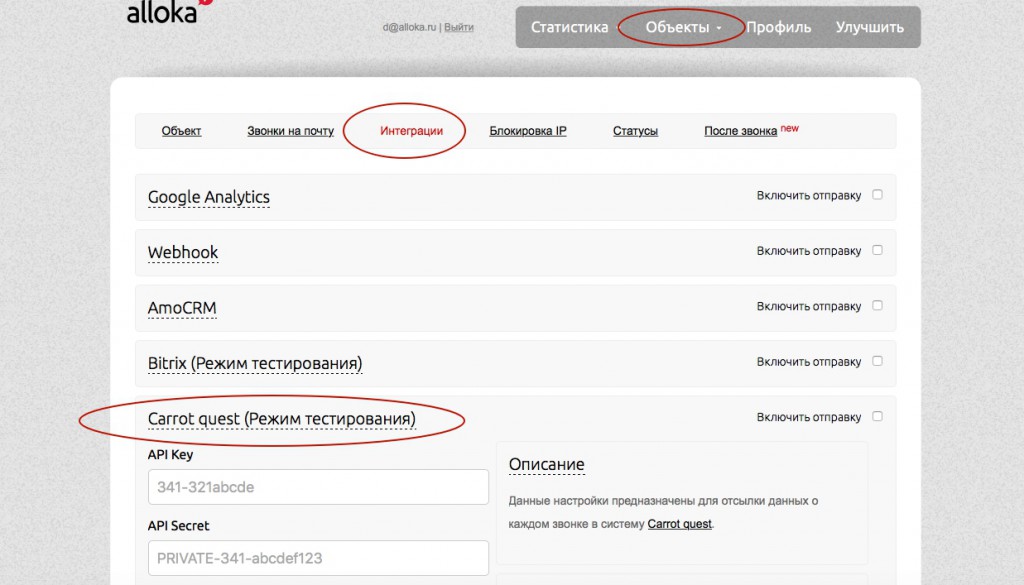 alloka
d@alloka.ru | Выйти
Статистика Объекты Профиль Улучшить
Объект Звонки на почту Интеграции Блокировка IP Статусы После звонка new
Google Analytics Включить отправку
Webhook Включить отправку
AmoCRM Включить отправку
Bitrix (Режим тестирования) Включить отправку
Carrot quest (Режим тестирования) Включить отправку
API Key
341-321abcde
API Secret
PRIVATE-341-abcdef123
Описание
Данные настройки предназначены для отсылки данных о
каждом звонке в систему Carrot quest.